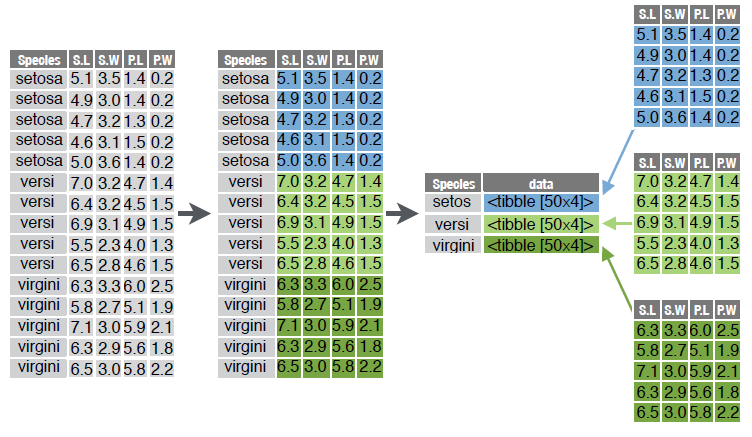 Speoles S.L S.W P.L P.W
setosa 5.1 3.5 1.4 0.2
setosa 4.9 3.0 1.4 0.2
setosa 4.7 3.2 1.3 0.2
setosa 4.6 3.1 1.5 0.2
setosa 5.0 3.6 1.4 0.2
versi 7.0 3.2 4.7 1.4
versi 6.4 3.2 4.5 1.5
versi 6.9 3.1 4.9 1.5
versi 5.5 2.3 4.0 1.3
versi 6.5 2.8 4.6 1.5
virgini 6.3 3.3 6.0 2.5
virgini 5.8 2.7 5.1 1.9
virgini 7.1 3.0 5.9 2.1
virgini 6.3 2.9 5.6 1.8
virgini 6.5 3.0 5.8 2.2
Speoles S.L S.W P.L P.W
setosa 5.1 3.5 1.4 0.2
setosa 4.9 3.0 1.4 0.2
setosa 4.7 3.2 1.3 0.2
setosa 4.6 3.1 1.5 0.2
setosa 5.0 3.6 1.4 0.2
versi 7.0 3.2 4.7 1.4
versi 6.4 3.2 4.5 1.5
versi 6.9 3.1 4.9 1.5
versi 5.5 2.3 4.0 1.3
versi 6.5 2.8 4.6 1.5
virgini 6.3 3.3 6.0 2.5
virgini 5.8 2.7 5.1 1.9
virgini 7.1 3.0 5.9 2.1
virgini 6.3 2.9 5.6 1.8
virgini 6.5 3.0 5.8 2.2
Speoles data
setos <tibble [50x4]>
versi <tibble [50x4]>
virgini <tibble [50x4]>
S.L S.W P.L P.W
5.1 3.5 1.4 0.2
4.9 3.0 1.4 0.2
4.7 3.2 1.3 0.2
4.6 3.1 1.5 0.2
5.0 3.6 1.4 0.2
S.L S.W P.L P.W
7.0 3.2 4.7 1.4
6.4 3.2 4.5 1.5
6.9 3.1 4.9 1.5
5.5 2.3 4.0 1.3
6.5 2.8 4.6 1.5
S.L S.W P.L P.W
6.3 3.3 6.0 2.5
5.8 2.7 5.1 1.9
7.1 3.0 5.9 2.1
6.3 2.9 5.6 1.8
6.5 3.0 5.8 2.2